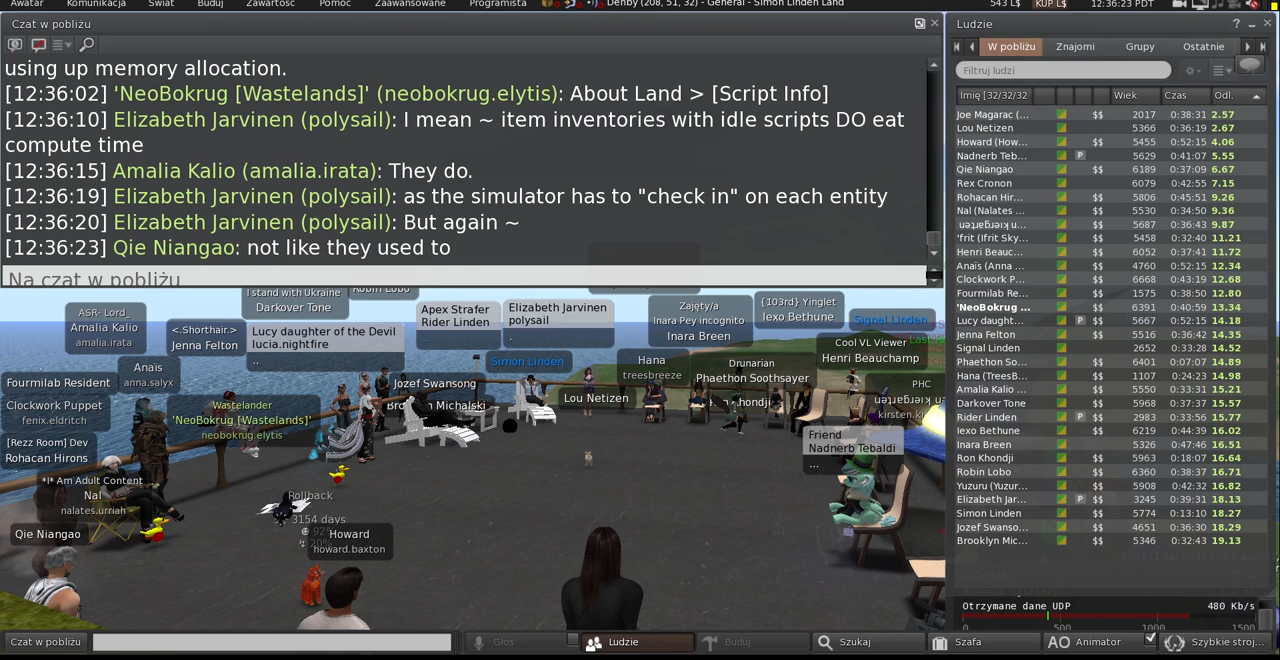 Awatar Komunikacja Świat Buduj Zawartość Pomoc Zaawansowane Programista Denby (208, 51, 32) - General - Simon Linden Land 543 L$ KUP L$ 12:36:23 PDT
Czat w pobliżu
using up memory allocation.
[12:36:02] 'NeoBokrug [Wastelands]' (neobokrug.elytis): About Land > [Script Info]
[12:36:10] Elizabeth Jarvinen (polysail): I mean ~ item inventories with idle scripts DO eat
compute time
[12:36:15] Amalia Kalio (amalia.irata): They do.
[12:36:19] Elizabeth Jarvinen (polysail): as the simulator has to "check in" on each entity
[12:36:20] Elizabeth Jarvinen (polysail): But again ~
[12:36:23] Qie Niangao: not like they used to
Na czat w pobliżu
I stand with Ukraine
Darkover Tone
Robin Lobo
ASR- Lord_
Amalia Kalio
amalia.irata
<.Shorthair.>
Jenna Felton
Lucy daughter of the Devil
lucia.nightfire
..
Apex Strafer
Rider Linden
Elizabeth Jarvinen
polysail
.
Zajęty/a
Inara Pey incognito
Inara Breen
{103rd} Yinglet
Iexo Bethune
Signal Linden
Cool VL Viewer
Henri Beauchamp
Simon Linden
Hana
treesbreeze
Drunarian
Phaethon Soothsayer
Anaïs
anna.salyx
Fourmilab Resident
Jozef Swansong
Michalski
Lou Netizen
PHC
Clockwork Puppet
fenix.eldritch
Wastelander
'NeoBokrug [Wastelands]'
neobokrug.elytis
[Rezz Room] Dev
Rohacan Hirons
Friend
Nadnerb Tebaldi
...
*I* Am Adult Content
Nal
nalates.urriah
Rollback
3154 days
92%
Qie Niangao
Howard
howard.baxton
Ludzie
? _ ×
W pobliżu Znajomi Grupy Ostatnie
Filtruj ludzi
Imię [32/32/32 Wiek Czas Odl.
Joe Magarac (... $$ 2017 0:38:31 2.57
Lou Netizen 5366 0:36:19 2.67
Howard (How... $$ 5455 0:52:15 4.06
Nadnerb Teb... P 5629 0:41:07 5.55
Qie Niangao $$ 6189 0:37:09 6.67
Rex Cronon 6079 0:42:55 7.15
Rohacan Hir... $$ 5806 0:45:51 9.26
Nal (Nalates ... $$ 5530 0:34:50 9.36
$$ 5687 0:36:43 9.87
'frit (Ifrit Sky... $$ 5458 0:32:40 11.21
Henri Beauc... $$ 6052 0:37:41 11.72
Anaïs (Anna ... $$ 4760 0:52:15 12.34
Clockwork P... $$ 6668 0:43:19 12.68
Fourmilab Re... $$ 1575 0:38:50 12.80
'NeoBokrug ... $$ 6391 0:40:59 13.34
Lucy daught... P $$ 5667 0:52:15 14.18
Jenna Felton $$ 5516 0:36:42 14.35
Signal Linden 2652 0:33:28 14.52
Phaethon So... $$ 6401 0:07:07 14.89
Hana (TreesB... $$ 1107 0:24:23 14.98
Amalia Kalio ... $$ 5550 0:33:31 15.21
Darkover Tone $$ 5968 0:37:37 15.57
Rider Linden P $$ 2983 0:33:56 15.77
Iexo Bethune $$ 6219 0:44:39 16.02
Inara Breen 5326 0:47:46 16.51
Ron Khondji $$ 5963 0:18:07 16.64
Robin Lobo $$ 6360 0:38:37 16.71
Yuzuru (Yuzur... $$ 5908 0:42:32 16.82
Elizabeth Jar... P $$ 3245 0:39:31 18.13
Simon Linden $$ 5774 0:13:10 18.27
Jozef Swanso... $$ 4651 0:36:30 18.29
Brooklyn Mic... $$ 5346 0:32:43 19.13
Otrzymane dane UDP 480 Kb/s
0 500 1000 1500
Czat w pobliżu Głos Ludzie Buduj Szukaj Szafa AO Animator Szybkie stroj...